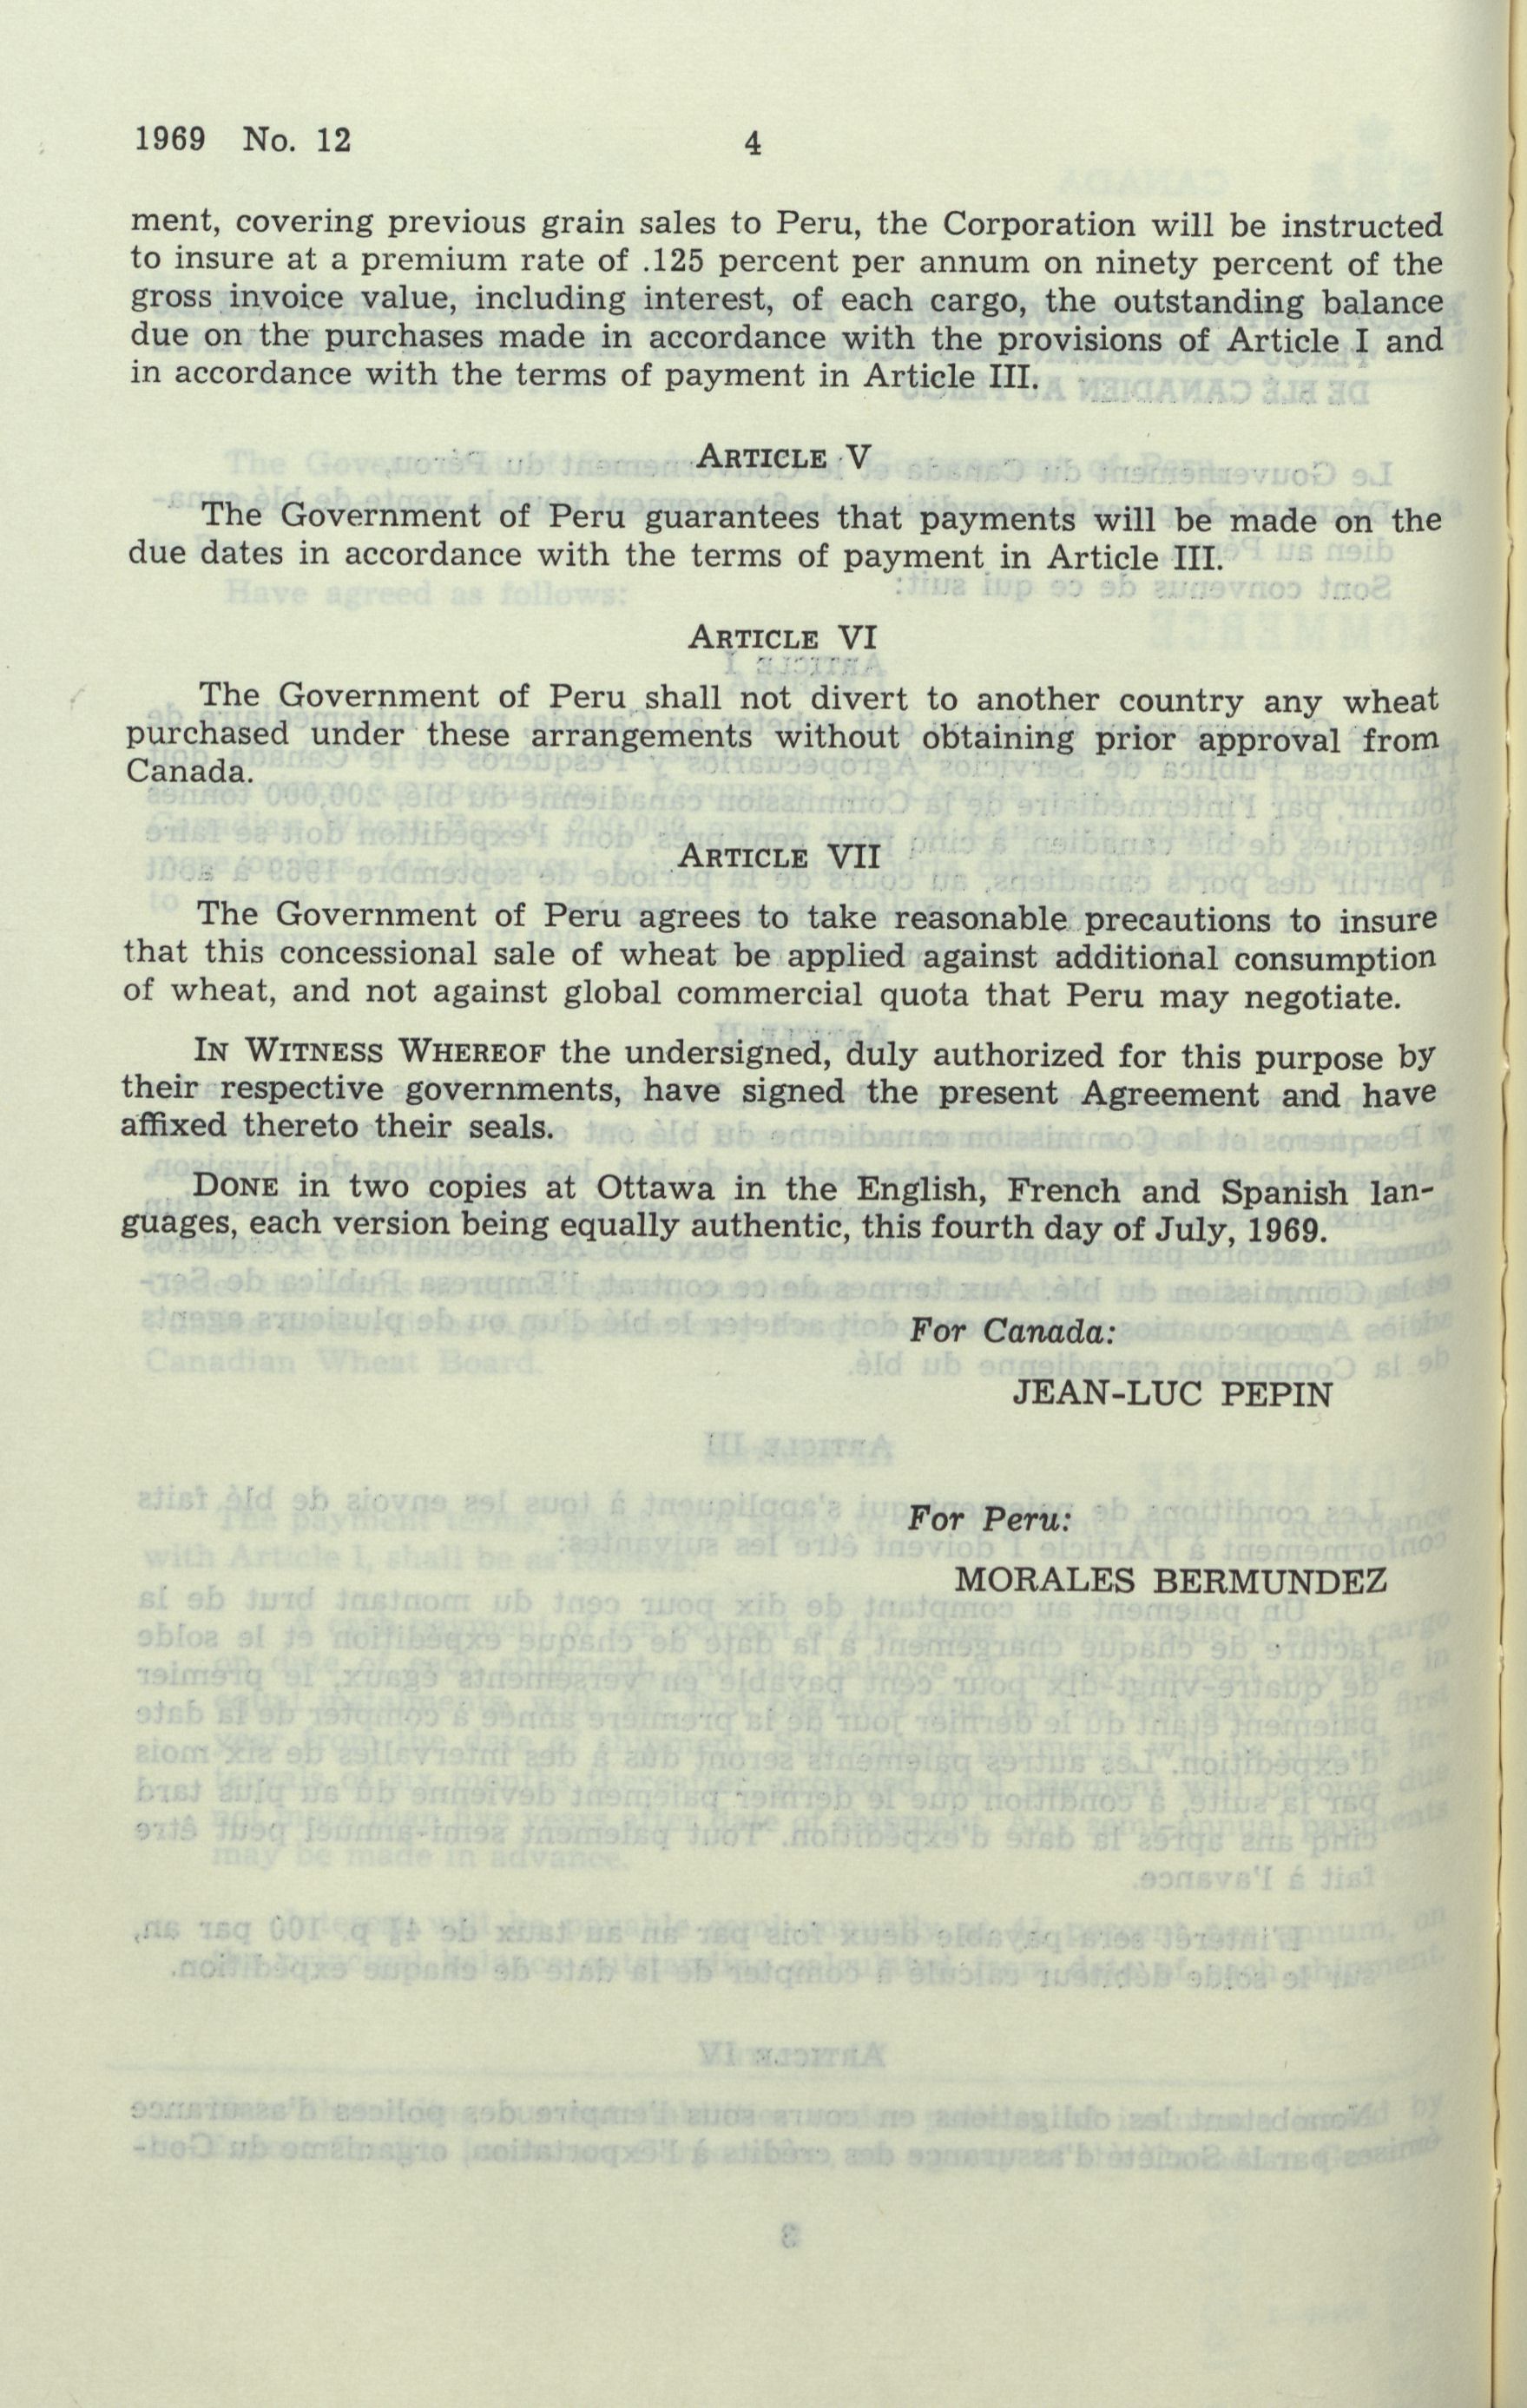 1969 No. 12
4
ment, covering previous grain sales to Peru, the Corporation will be instructed
to insure at a premium rate of .125 percent per annum on ninety percent of the
gross invoice value, including interest, of each cargo, the outstanding balance
due on the purchases made in accordance with the provisions of Article I and
in accordance with the terms of payment in Article III.
ARTICLE V
The Government of Peru guarantees that payments will be made on the
due dates in accordance with the terms of payment in Article III.
ARTICLE VI
The Government of Peru shall not divert to another country any wheat
purchased under these arrangements without obtaining prior approval from
Canada.
ARTICLE VII
The Government of Peru agrees to take reasonable precautions to insure
that this concessional sale of wheat be applied against additional consumption
of wheat, and not against global commercial quota that Peru may negotiate.
IN WITNESS WHEREOF the undersigned, duly authorized for this purpose by
their respective governments, have signed the present Agreement and have
affixed thereto their seals.
DONE in two copies at Ottawa in the English, French and Spanish lan-
guages, each version being equally authentic, this fourth day of July, 1969.
For Canada:
JEAN-LUC PEPIN
For Peru:
MORALES BERMUNDEZ